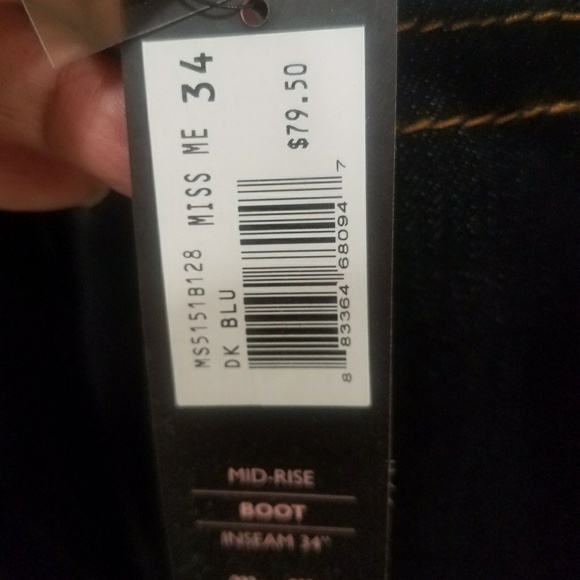 MS5151B128 MISS ME 34
DK BLU $79.50
8 83364 68094 7
MID-RISE
BOOT
INSEAM 34"